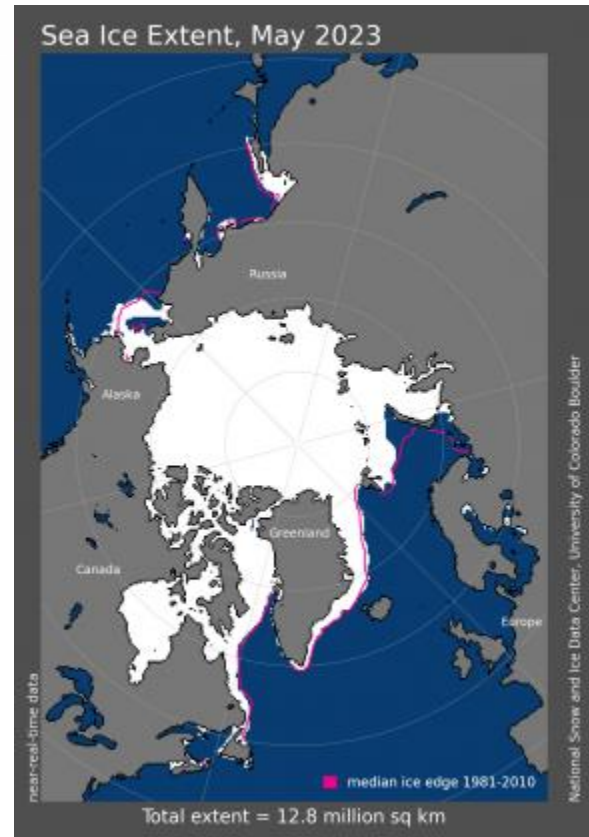 Sea Ice Extent, May 2023
Russia
Alaska
Greenland
Canada
Europe
near-real-time data
National Snow and Ice Data Center, University of Colorado Boulder
median ice edge 1981-2010
Total extent = 12.8 million sq km